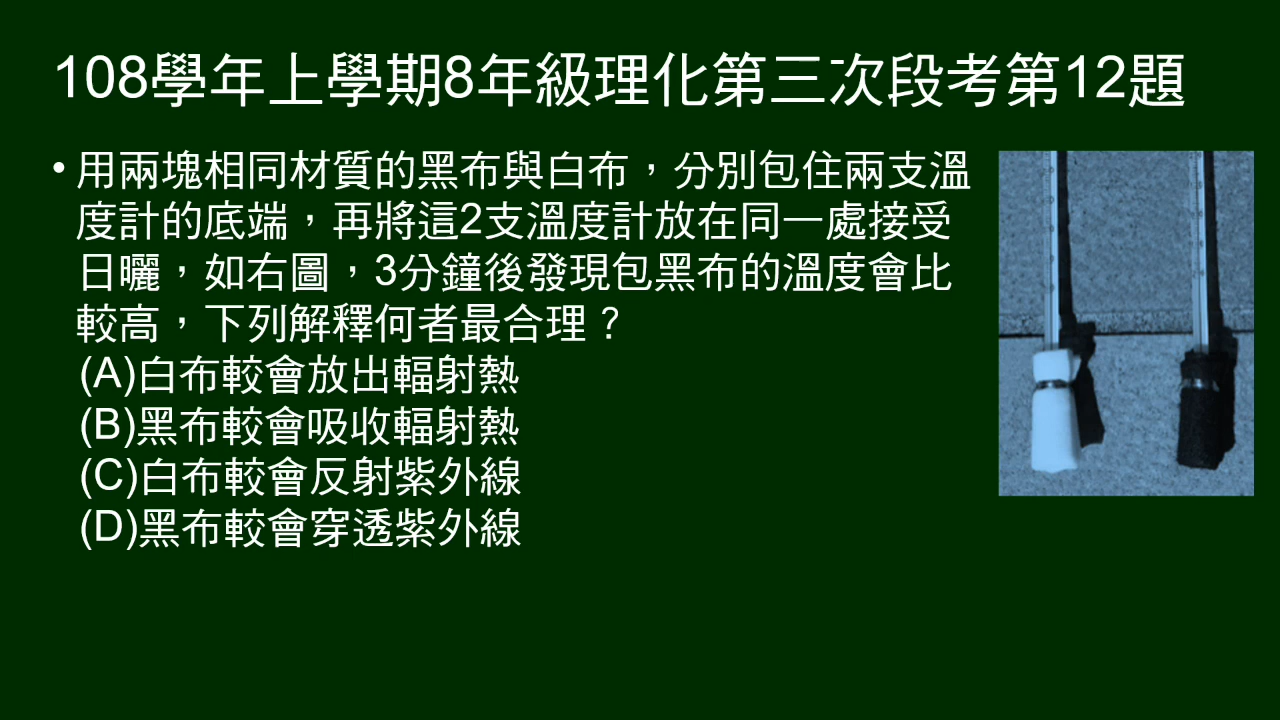 108學年上學期8年級理化第三次段考第12題
•用兩塊相同材質的黑布與白布，分別包住兩支溫
度計的底端，再將這2支溫度計放在同一處接受
日曬，如右圖，3分鐘後發現包黑布的溫度會比
較高，下列解釋何者最合理？
(A)白布較會放出輻射熱
(B)黑布較會吸收輻射熱
(C)白布較會反射紫外線
(D)黑布較會穿透紫外線